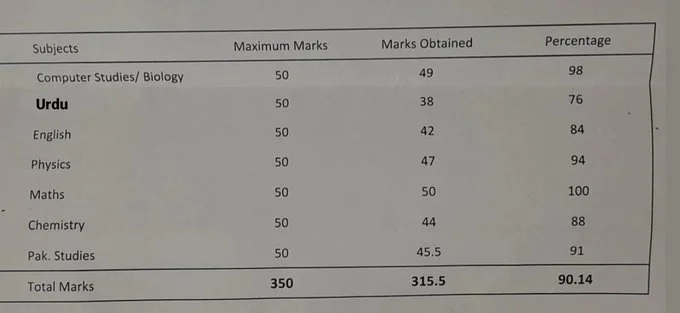 Subjects Maximum Marks Marks Obtained Percentage
Computer Studies/ Biology 50 49 98
Urdu 50 38 76
English 50 42 84
Physics 50 47 94
Maths 50 50 100
Chemistry 50 44 88
Pak. Studies 50 45.5 91
Total Marks 350 315.5 90.14